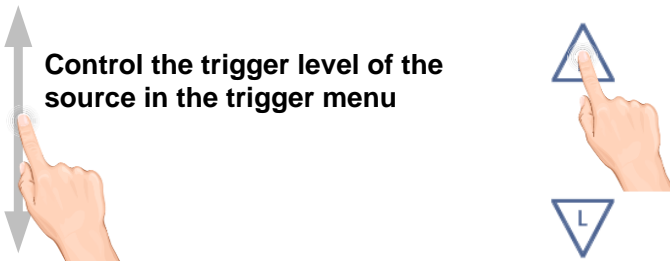 Control the trigger level of the
source in the trigger menu
L